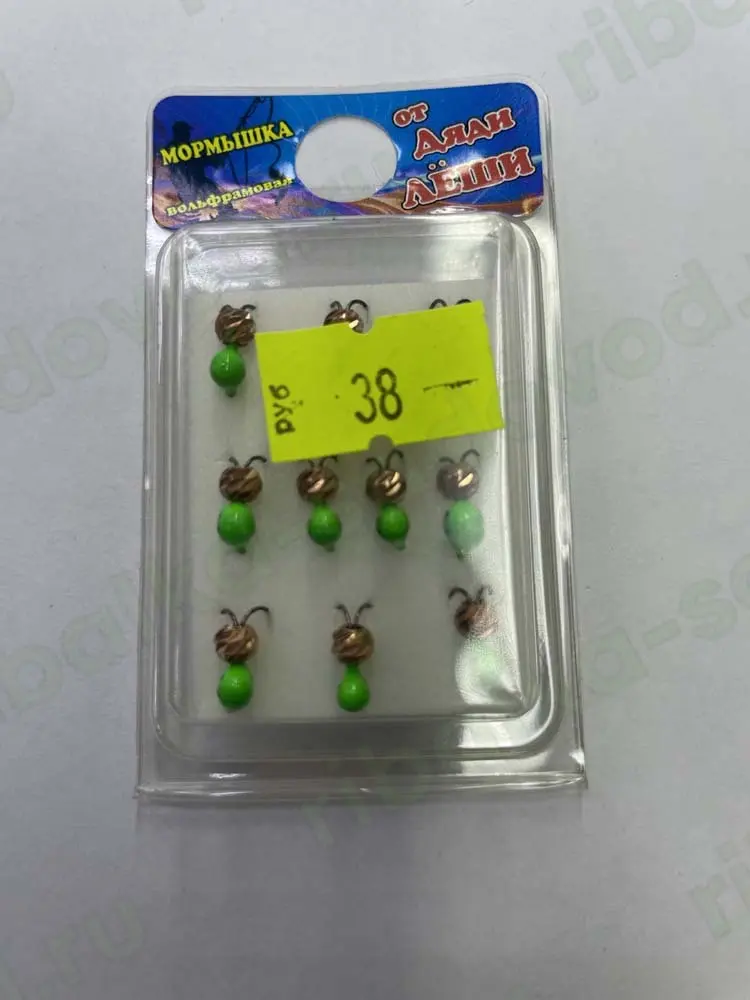 МОРМЫШКА
вольфрамовая
от
Дяди
ЛЁШИ
руб 38